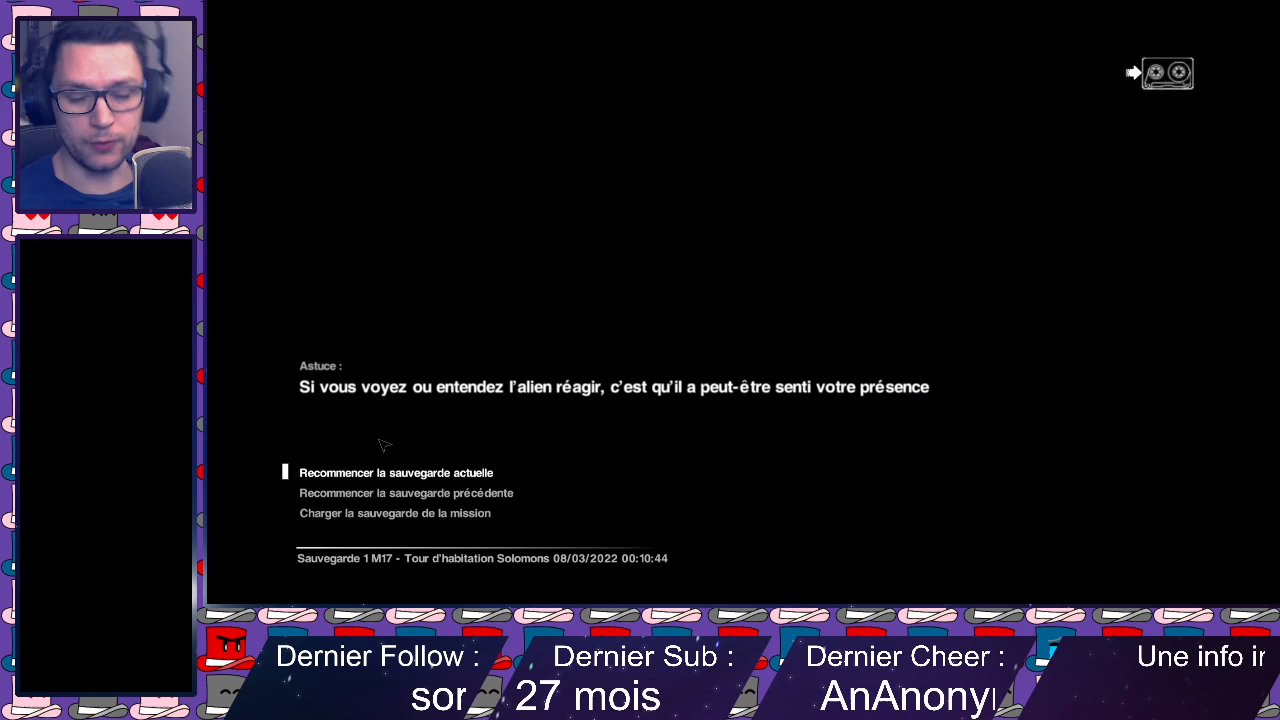 Astuce :
Si vous voyez ou entendez l'alien réagir, c'est qu'il a peut-être senti votre présence
Recommencer la sauvegarde actuelle
Recommencer la sauvegarde précédente
Charger la sauvegarde de la mission
Sauvegarde 1 M17 - Tour d'habitation Solomons 08/03/2022 00:10:44
Dernier Follow :
Dernier Sub :
Dernier Cheer :
Une info
27 mois